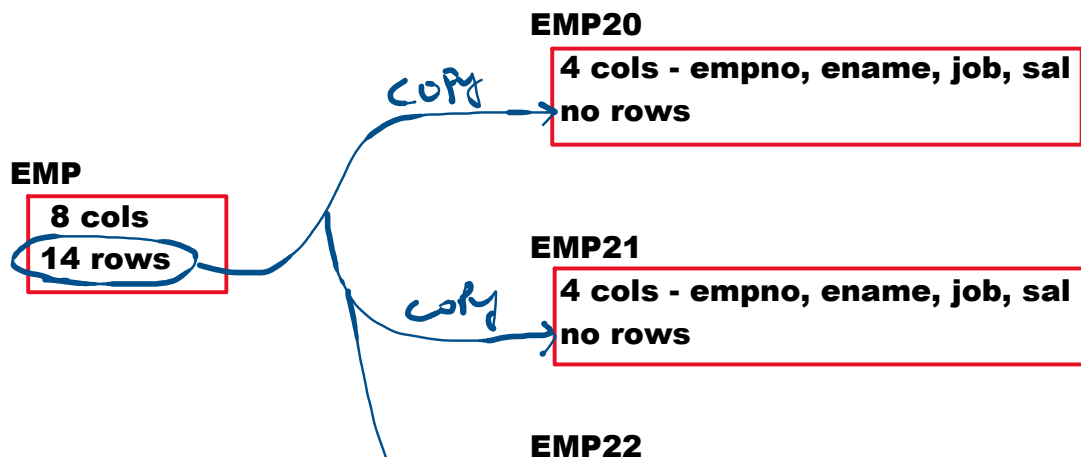 EMP20
4 cols - empno, ename, job, sal
no rows
copy
EMP
8 cols
14 rows
EMP21
4 cols - empno, ename, job, sal
no rows
copy
EMP22